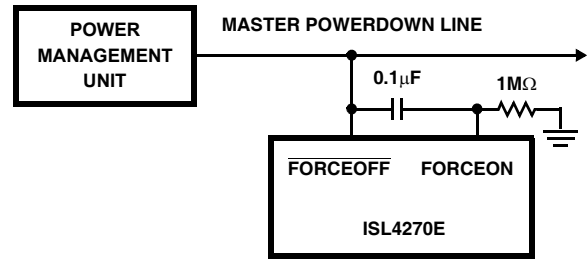 POWER
MANAGEMENT
UNIT
MASTER POWERDOWN LINE
0.1μF
1MΩ
FORCEOFF FORCEON
ISL4270E